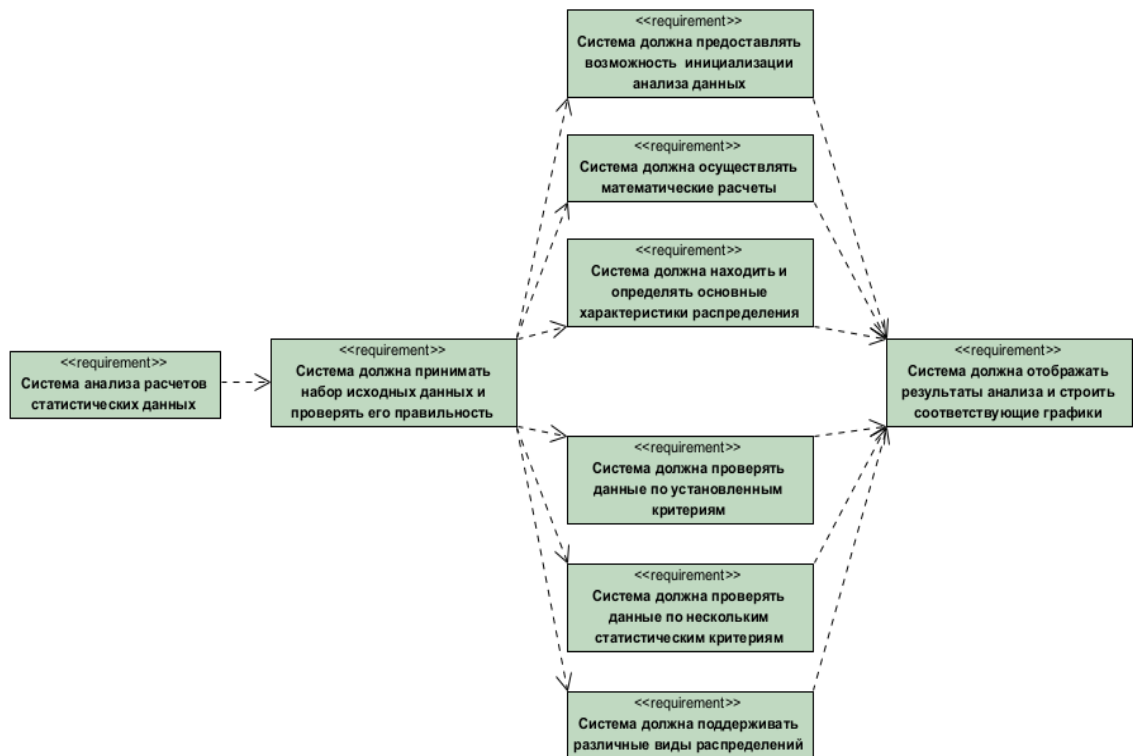 <<requirement>>
Система анализа расчетов
статистических данных
<<requirement>>
Система должна принимать
набор исходных данных и
проверять его правильность
<<requirement>>
Система должна предоставлять
возможность инициализации
анализа данных
<<requirement>>
Система должна осуществлять
математические расчеты
<<requirement>>
Система должна находить и
определять основные
характеристики распределения
<<requirement>>
Система должна проверять
данные по установленным
критериям
<<requirement>>
Система должна проверять
данные по нескольким
статистическим критериям
<<requirement>>
Система должна поддерживать
различные виды распределений
<<requirement>>
Система должна отображать
результаты анализа и строить
соответствующие графики